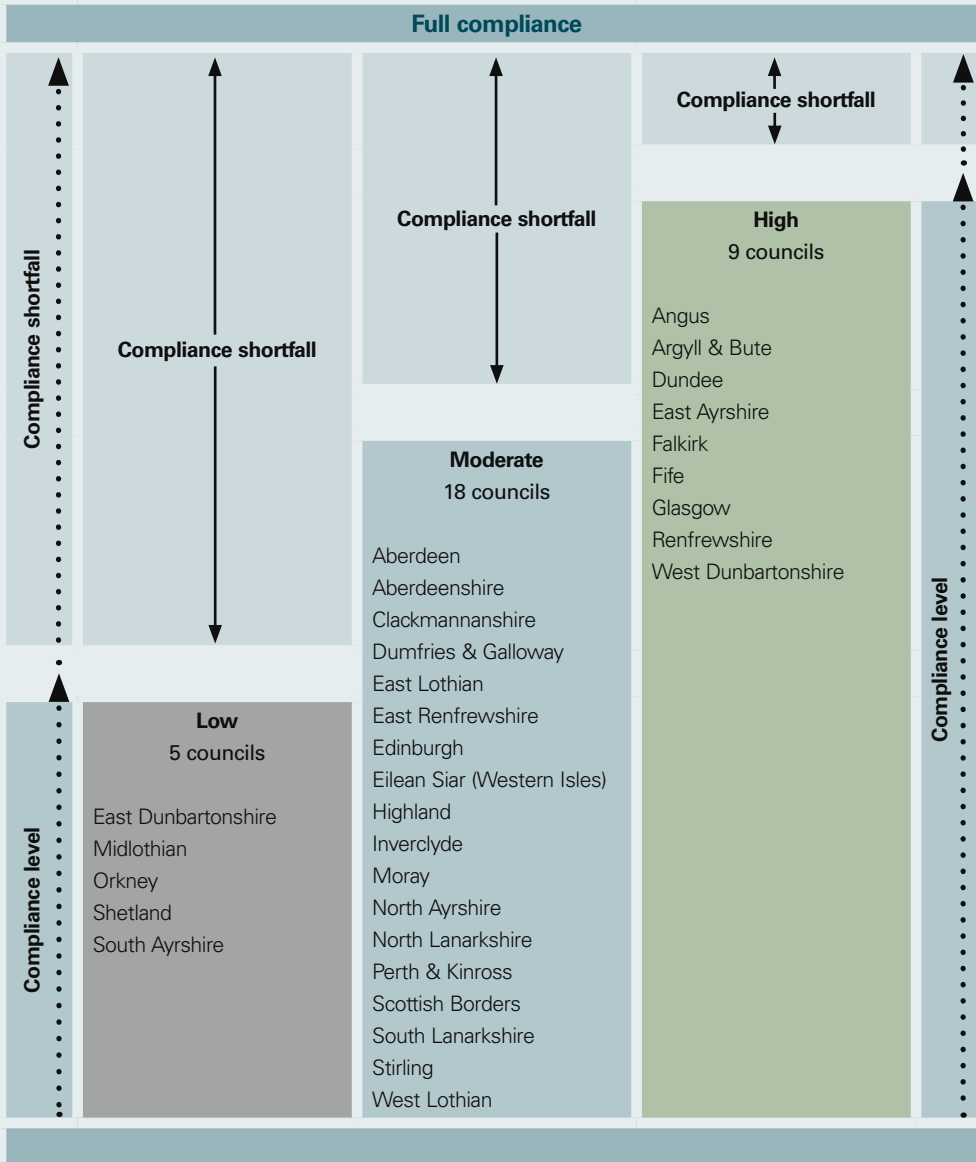 Full compliance
Compliance shortfall
Compliance level
Compliance shortfall
Low
5 councils
East Dunbartonshire
Midlothian
Orkney
Shetland
South Ayrshire
Compliance shortfall
Moderate
18 councils
Aberdeen
Aberdeenshire
Clackmannanshire
Dumfries & Galloway
East Lothian
East Renfrewshire
Edinburgh
Eilean Siar (Western Isles)
Highland
Inverclyde
Moray
North Ayrshire
North Lanarkshire
Perth & Kinross
Scottish Borders
South Lanarkshire
Stirling
West Lothian
Compliance shortfall
High
9 councils
Angus
Argyll & Bute
Dundee
East Ayrshire
Falkirk
Fife
Glasgow
Renfrewshire
West Dunbartonshire
Compliance level